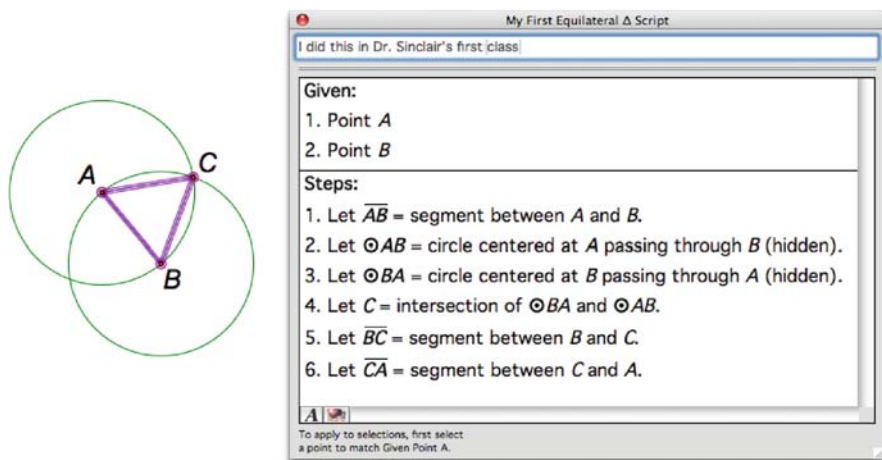 My First Equilateral Δ Script
I did this in Dr. Sinclair's first class
Given:
1. Point A
2. Point B
Steps:
1. Let A̅B̅ = segment between A and B.
2. Let ⊙AB = circle centered at A passing through B (hidden).
3. Let ⊙BA = circle centered at B passing through A (hidden).
4. Let C = intersection of ⊙BA and ⊙AB.
5. Let B̅C̅ = segment between B and C.
6. Let C̅A̅ = segment between C and A.
A
To apply to selections, first select
a point to match Given Point A.
A
C
B